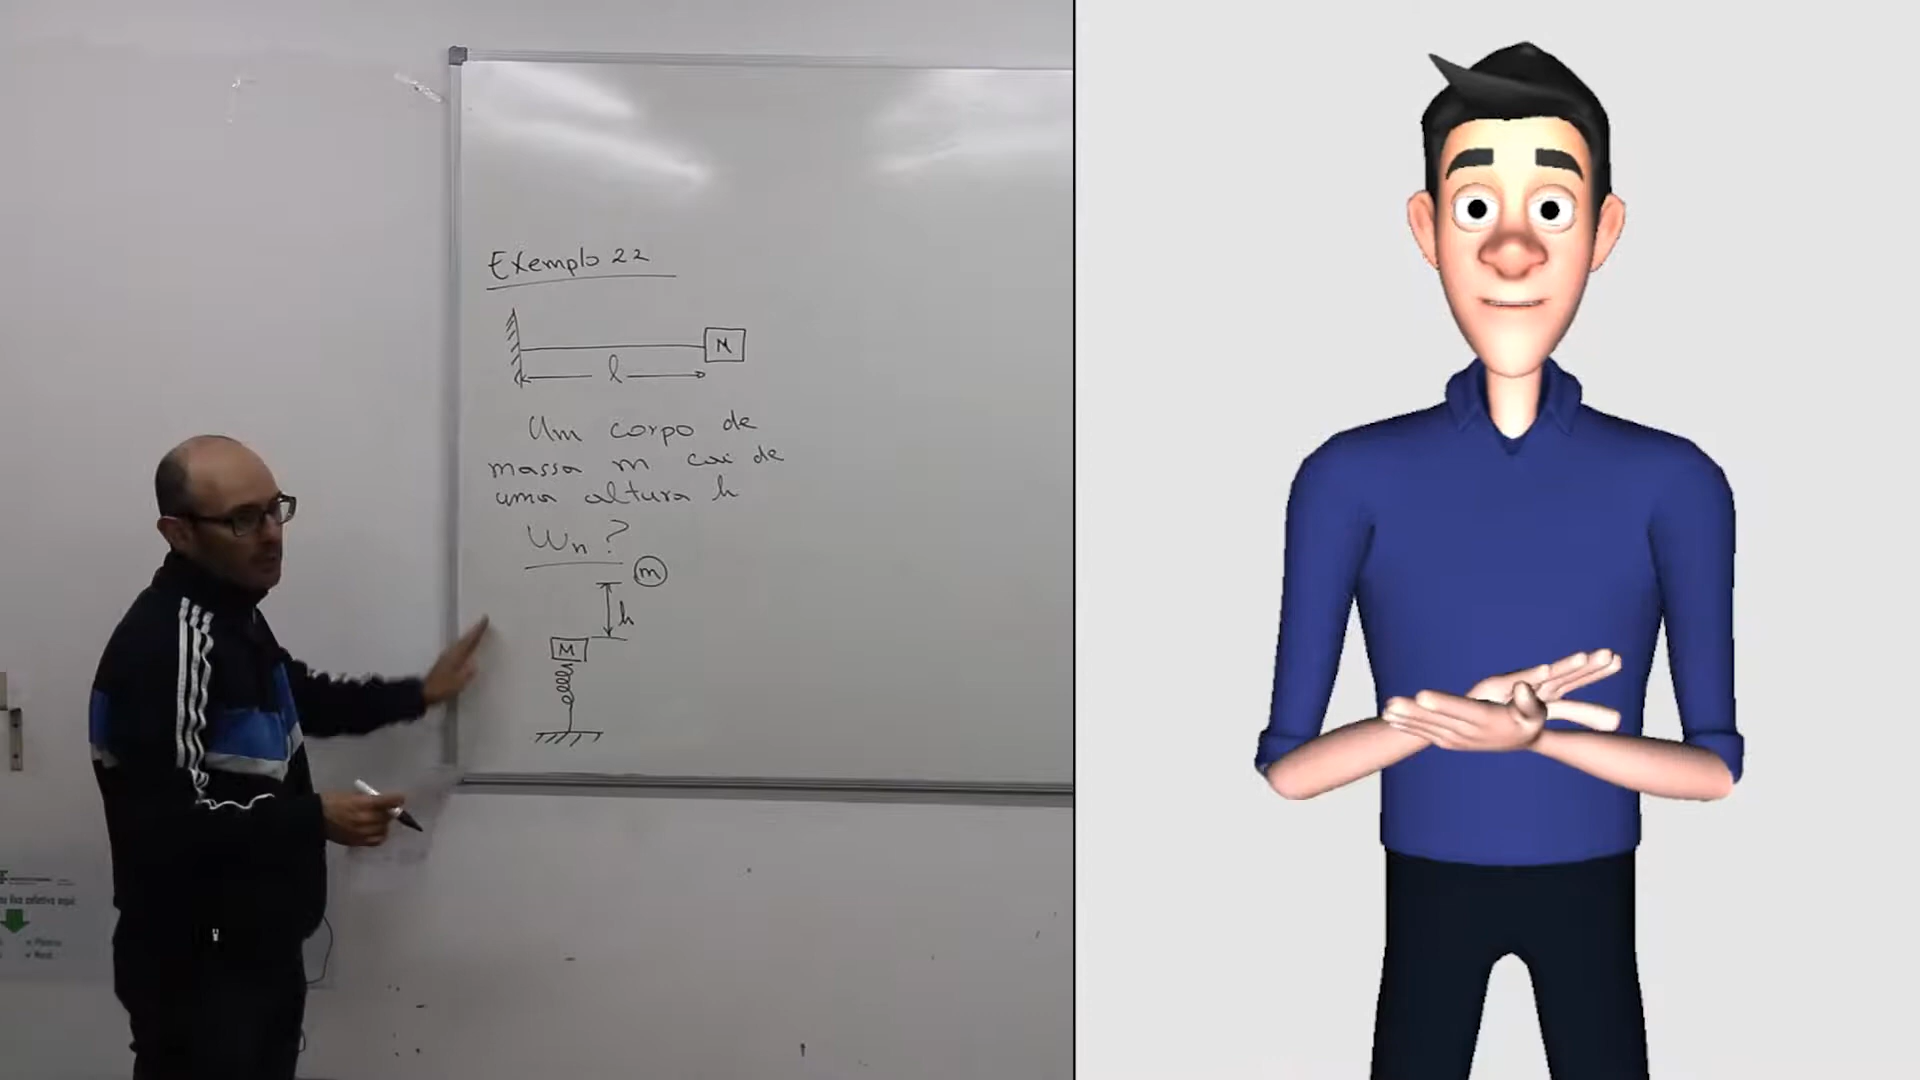 Exemplo 22
M
l
Um corpo de
massa m cai de
uma altura h
Wn?
m
h
M